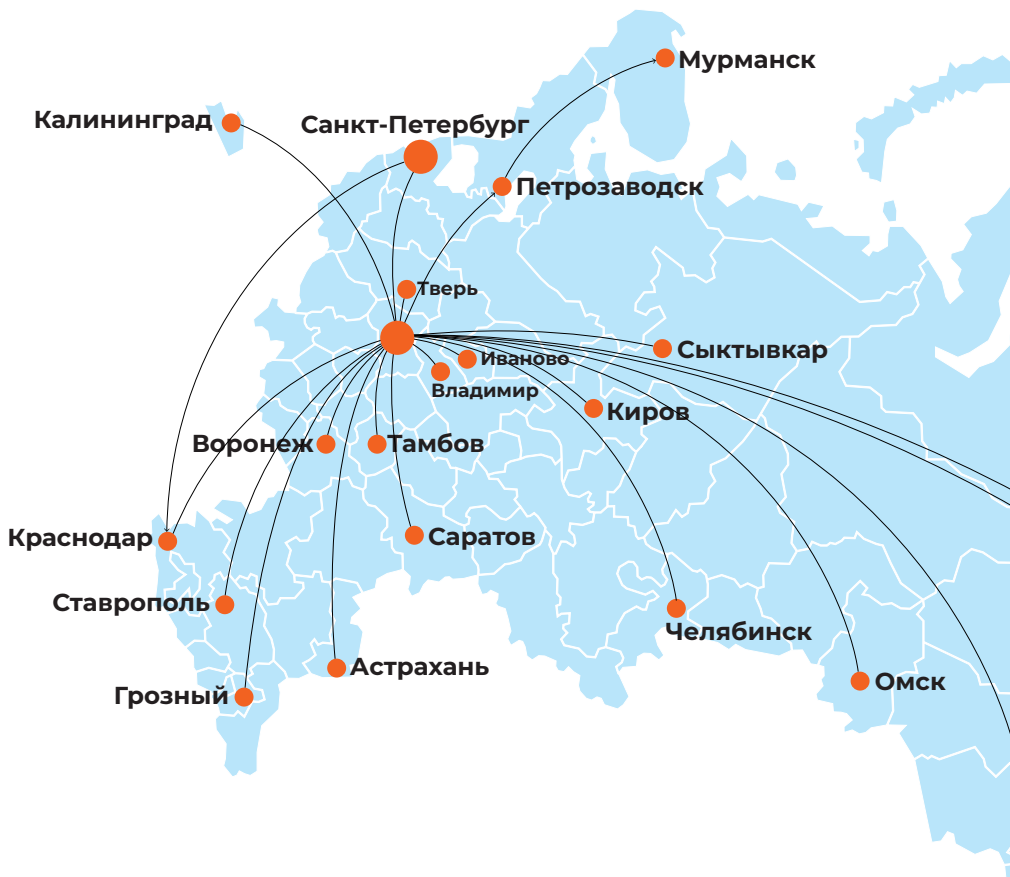 Мурманск
Калининград
Санкт-Петербург
Петрозаводск
Тверь
Сыктывкар
Иваново
Владимир
Киров
Воронеж
Тамбов
Краснодар
Саратов
Ставрополь
Челябинск
Астрахань
Омск
Грозный